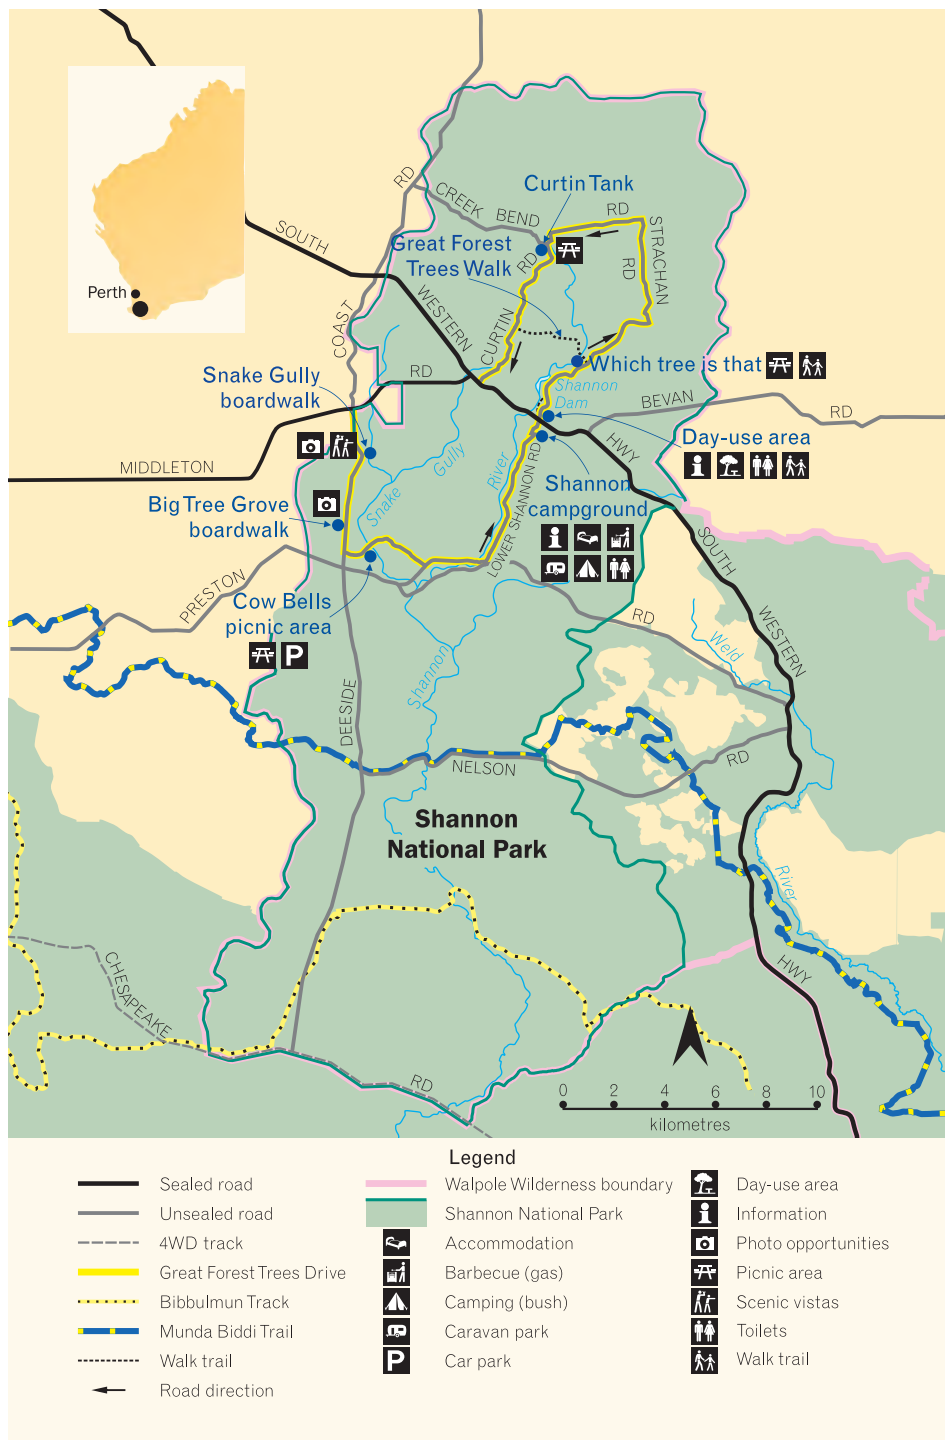 Perth
SOUTH
COAST
RD
CREEK
BEND
RD
Curtin Tank
Great Forest
Trees Walk
RD
STRACHAN
RD
WESTERN
CURTIN
RD
Which tree is that
Snake Gully
boardwalk
Shannon
Dam
BEVAN
RD
MIDDLETON
Gully
River
HWY
Day-use area
Snake
LOWER SHANNON RD
Shannon
campground
Big Tree Grove
boardwalk
SOUTH
PRESTON
Cow Bells
picnic area
P
RD
WESTERN
Weld
Shannon
DEESIDE
NELSON
RD
Shannon
National Park
River
CHESAPEAKE
HWY
RD
0 2 4 6 8 10
kilometres
Legend
Sealed road
Unsealed road
4WD track
Great Forest Trees Drive
Bibbulmun Track
Munda Biddi Trail
Walk trail
Road direction
Walpole Wilderness boundary
Shannon National Park
Accommodation
Barbecue (gas)
Camping (bush)
Caravan park
P
Car park
Day-use area
Information
Photo opportunities
Picnic area
Scenic vistas
Toilets
Walk trail